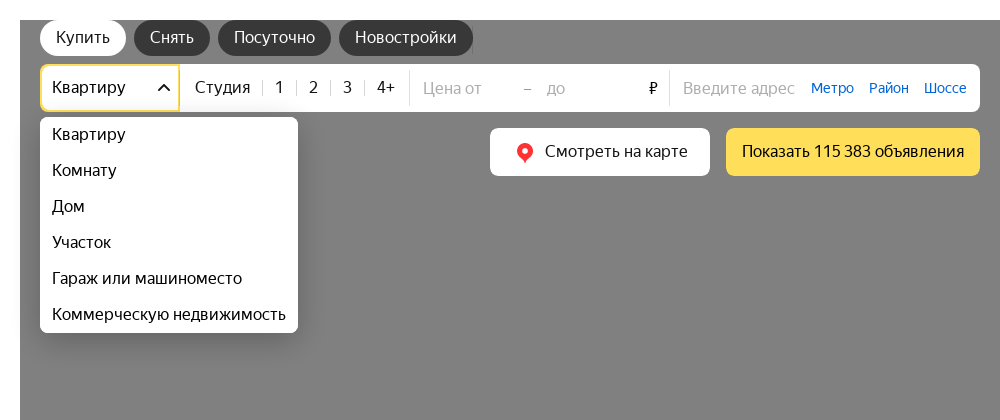 Купить Снять Посуточно Новостройки
Квартиру Студия 1 2 3 4+ Цена от – до ₽ Введите адрес Метро Район Шоссе
Квартиру
Смотреть на карте Показать 115 383 объявления
Комнату
Дом
Участок
Гараж или машиноместо
Коммерческую недвижимость